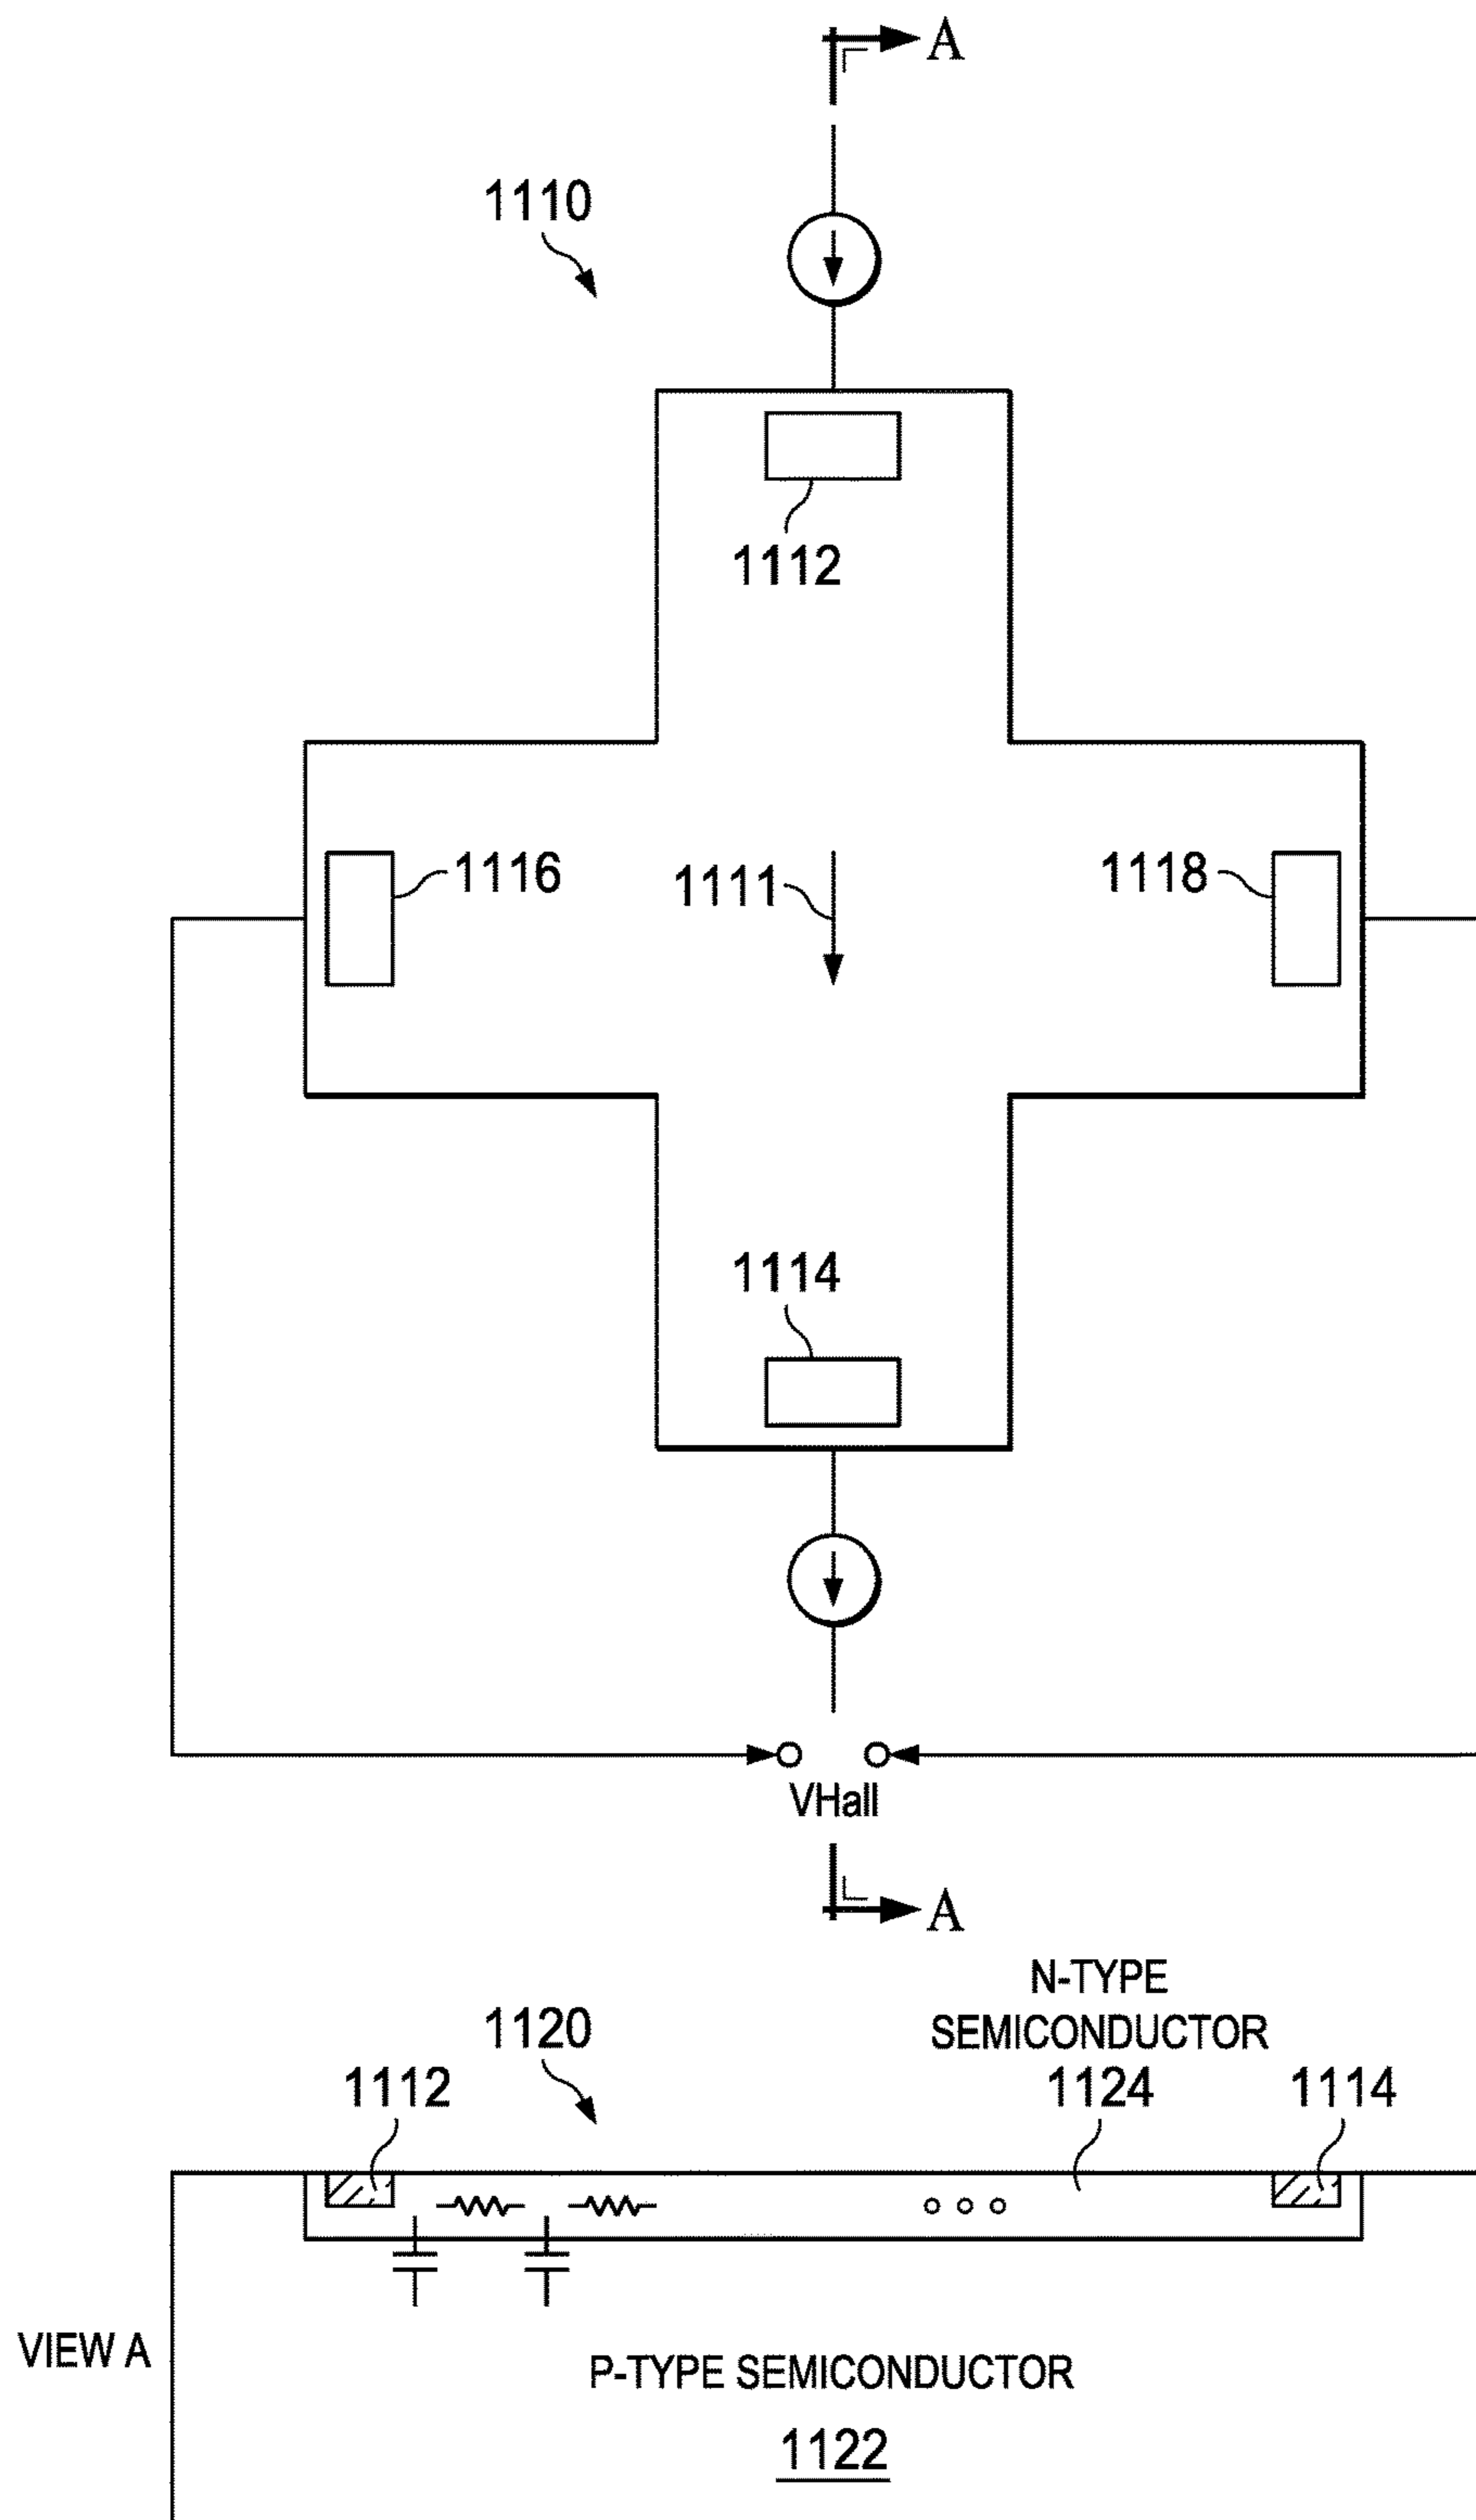 A
1110
1112
1116
1111
1118
1114
VHall
A
N-TYPE
SEMICONDUCTOR
1120
1112
1124
1114
VIEW A
P-TYPE SEMICONDUCTOR
1122